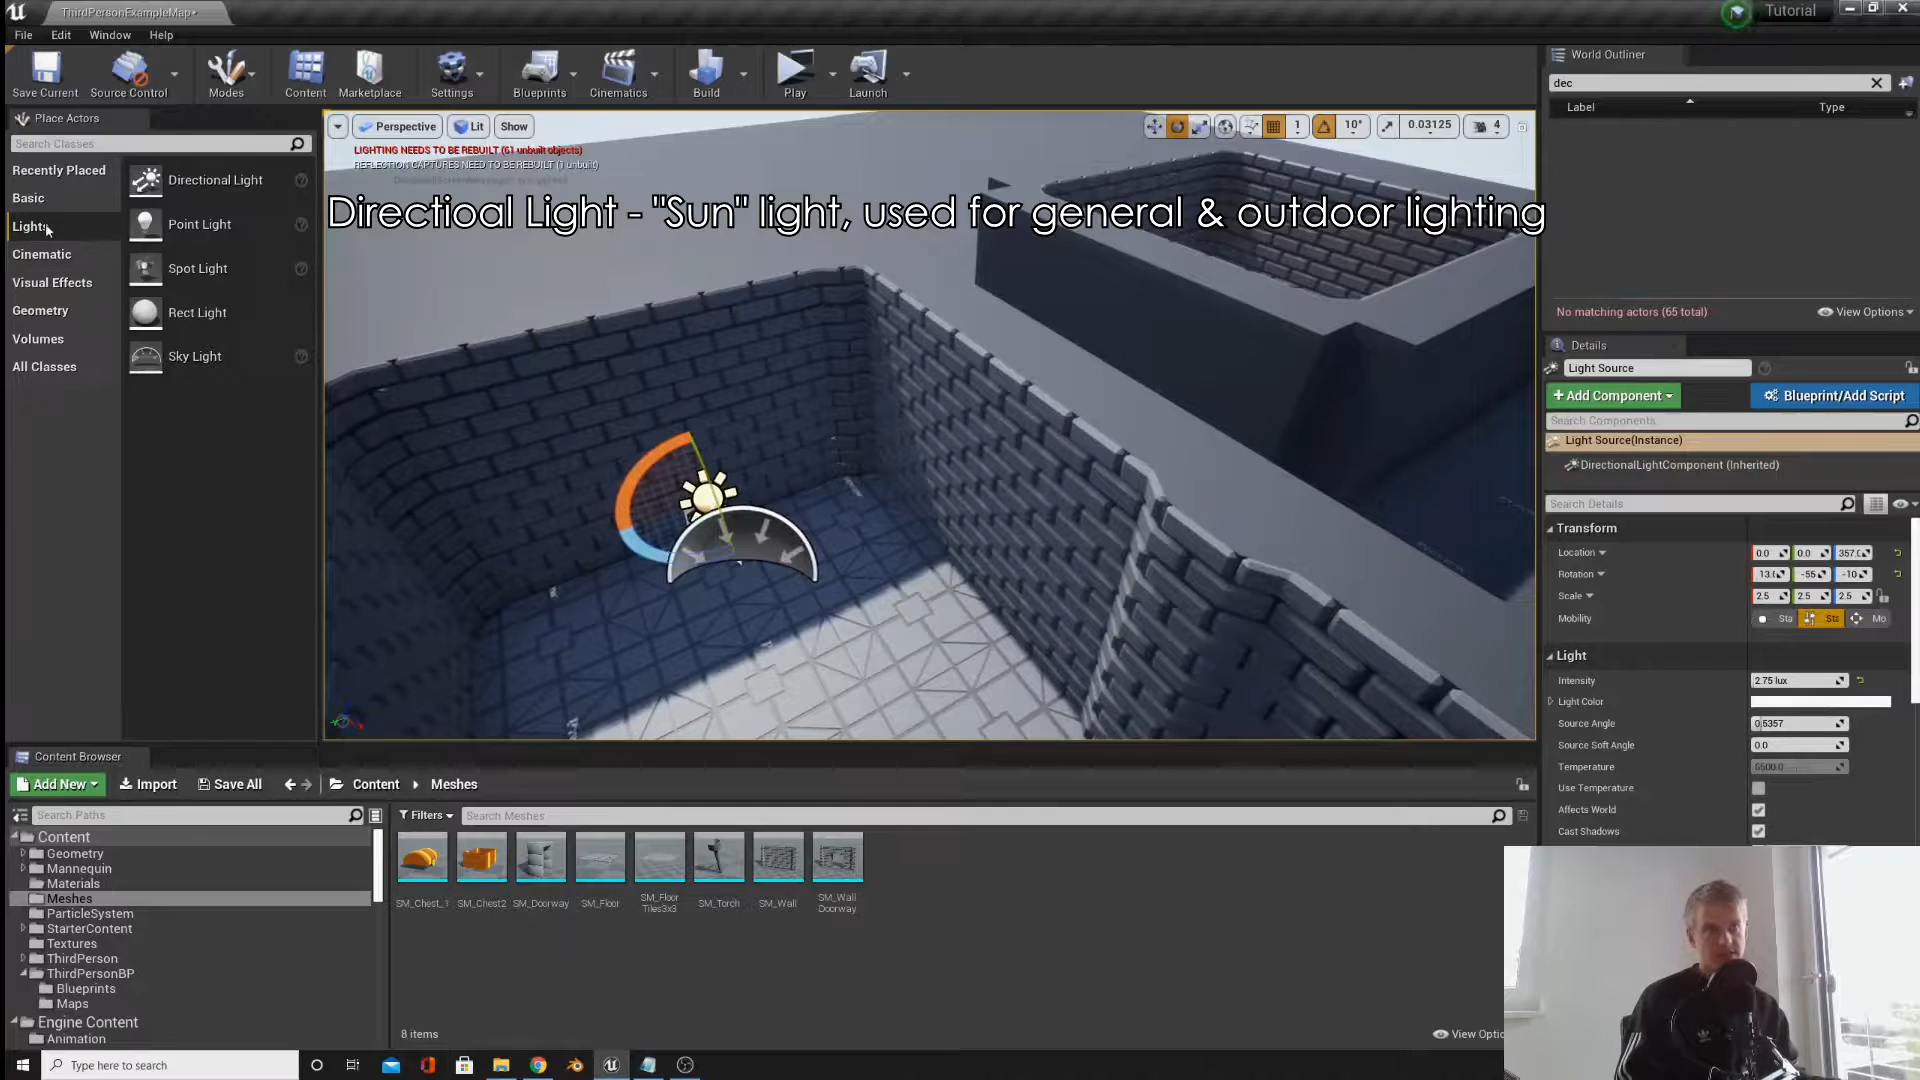 ThirdPersonExampleMap*
Tutorial
File Edit Window Help
Save Current
Source Control
Modes
Content
Marketplace
Settings
Blueprints
Cinematics
Build
Play
Launch
World Outliner
dec
Label
Type
No matching actors (65 total)
View Options
Place Actors
Search Classes
Recently Placed
Basic
Lights
Cinematic
Visual Effects
Geometry
Volumes
All Classes
Directional Light
Point Light
Spot Light
Rect Light
Sky Light
Perspective
Lit
Show
1
10°
0.03125
4
LIGHTING NEEDS TO BE REBUILT (61 unbuilt objects)
REFLECTION CAPTURES NEED TO BE REBUILT (1 unbuilt)
Directioal Light - "Sun" light, used for general & outdoor lighting
Details
Light Source
+ Add Component
Blueprint/Add Script
Search Components
Light Source(Instance)
DirectionalLightComponent (Inherited)
Search Details
Transform
Location 0.0 0.0 357.(
Rotation 13.( -55 -10
Scale 2.5 2.5 2.5
Mobility Sta Sta Mo
Light
Intensity 2.75 lux
Light Color
Source Angle 0.5357
Source Soft Angle 0.0
Temperature 6500.0
Use Temperature
Affects World
Cast Shadows
Content Browser
Add New
Import
Save All
Content
Meshes
Search Paths
Filters
Search Meshes
Content
Geometry
Mannequin
Materials
Meshes
ParticleSystem
StarterContent
Textures
ThirdPerson
ThirdPersonBP
Blueprints
Maps
Engine Content
Animation
SM_Chest_1
SM_Chest2
SM_Doorway
SM_Floor
SM_Floor
Tiles3x3
SM_Torch
SM_Wall
SM_Wall
Doorway
8 items
View Optio
Type here to search